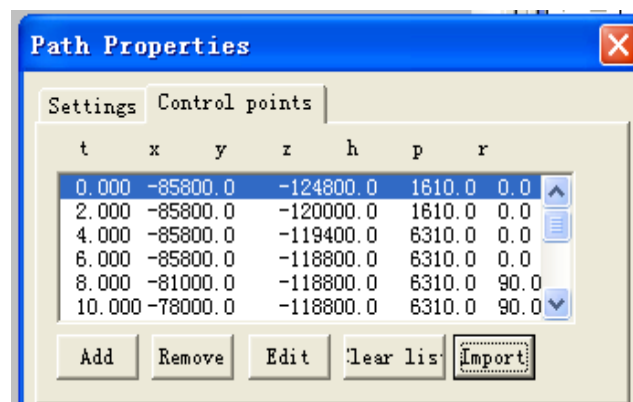 Path Properties
Settings Control points
t x y z h p r
0.000 -85800.0 -124800.0 1610.0 0.0
2.000 -85800.0 -120000.0 1610.0 0.0
4.000 -85800.0 -119400.0 6310.0 0.0
6.000 -85800.0 -118800.0 6310.0 0.0
8.000 -81000.0 -118800.0 6310.0 90.0
10.000 -78000.0 -118800.0 6310.0 90.0
Add Remove Edit Clear lis Import